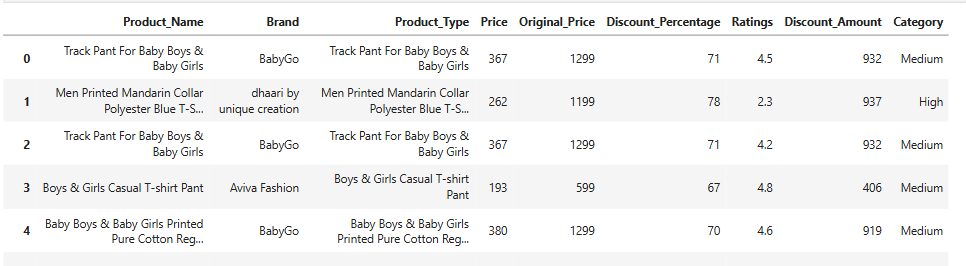 Product_Name Brand Product_Type Price Original_Price Discount_Percentage Ratings Discount_Amount Category
0 Track Pant For Baby Boys & Baby Girls BabyGo Track Pant For Baby Boys & Baby Girls 367 1299 71 4.5 932 Medium
1 Men Printed Mandarin Collar Polyester Blue T-S... dhaari by unique creation Men Printed Mandarin Collar Polyester Blue T-S... 262 1199 78 2.3 937 High
2 Track Pant For Baby Boys & Baby Girls BabyGo Track Pant For Baby Boys & Baby Girls 367 1299 71 4.2 932 Medium
3 Boys & Girls Casual T-shirt Pant Aviva Fashion Boys & Girls Casual T-shirt Pant 193 599 67 4.8 406 Medium
4 Baby Boys & Baby Girls Printed Pure Cotton Reg... BabyGo Baby Boys & Baby Girls Printed Pure Cotton Reg... 380 1299 70 4.6 919 Medium